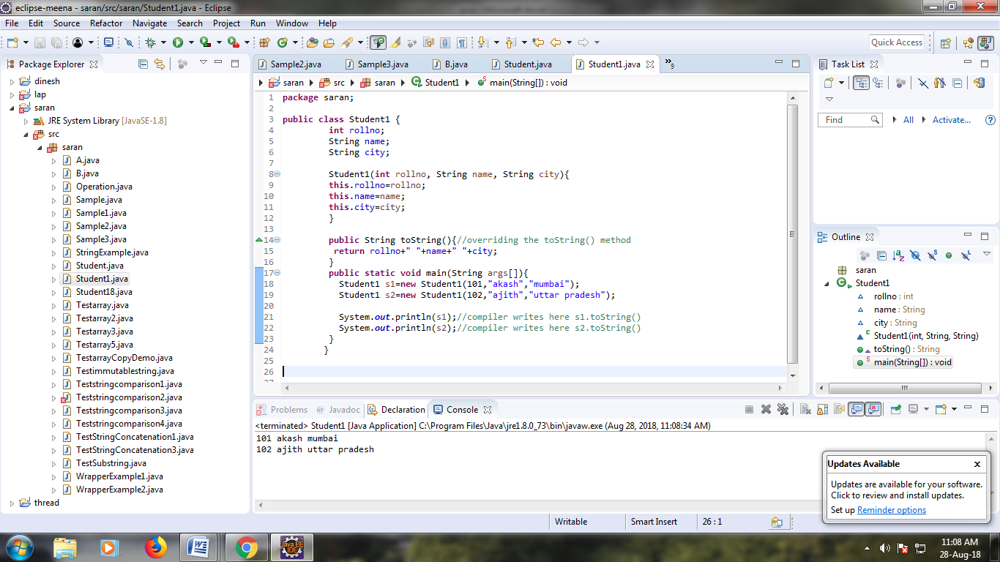 eclipse-meena - saran/src/saran/Student1.java - Eclipse
File Edit Source Refactor Navigate Search Project Run Window Help
Quick Access
Package Explorer
dinesh
lap
saran
JRE System Library [JavaSE-1.8]
src
saran
A.java
B.java
Operation.java
Sample.java
Sample1.java
Sample2.java
Sample3.java
StringExample.java
Student.java
Student1.java
Student18.java
Testarray.java
Testarray2.java
Testarray3.java
Testarray5.java
TestarrayCopyDemo.java
Testimmutablestring.java
Teststringcomparison1.java
Teststringcomparison2.java
Teststringcomparison3.java
Teststringcomparison4.java
TestStringConcatenation1.java
TestStringConcatenation3.java
TestSubstring.java
WrapperExample1.java
WrapperExample2.java
thread
Sample2.java Sample3.java B.java Student.java Student1.java »9
saran src saran Student1 main(String[]) : void
1 package saran;
2
3 public class Student1 {
4 int rollno;
5 String name;
6 String city;
7
8 Student1(int rollno, String name, String city){
9 this.rollno=rollno;
10 this.name=name;
11 this.city=city;
12 }
13
14 public String toString(){//overriding the toString() method
15 return rollno+" "+name+" "+city;
16 }
17 public static void main(String args[]){
18 Student1 s1=new Student1(101,"akash","mumbai");
19 Student1 s2=new Student1(102,"ajith","uttar pradesh");
20
21 System.out.println(s1);//compiler writes here s1.toString()
22 System.out.println(s2);//compiler writes here s2.toString()
23 }
24 }
25
26
27
Task List
Find All Activate...
Outline
saran
Student1
rollno : int
name : String
city : String
Student1(int, String, String)
toString() : String
main(String[]) : void
Problems @ Javadoc Declaration Console
<terminated> Student1 [Java Application] C:\Program Files\Java\jre1.8.0_73\bin\javaw.exe (Aug 28, 2018, 11:08:34 AM)
101 akash mumbai
102 ajith uttar pradesh
Updates Available
Updates are available for your software.
Click to review and install updates.
Set up Reminder options
Writable Smart Insert 26 : 1
Java EE
IDE
11:08 AM
28-Aug-18